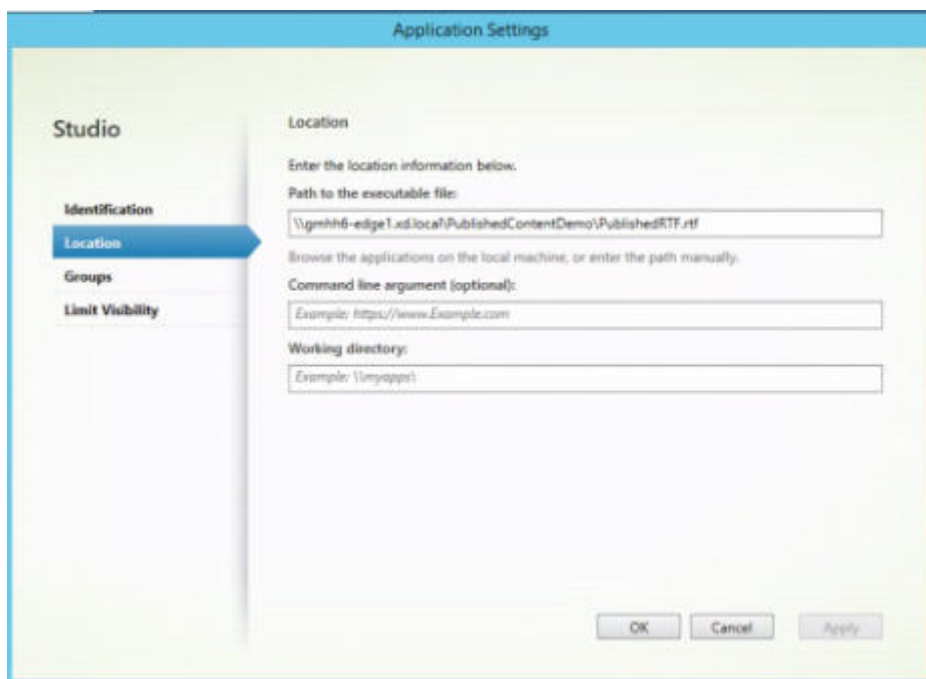 Application Settings
Studio
Identification
Location
Groups
Limit Visibility
Location
Enter the location information below.
Path to the executable file:
\\grnhh6-edge1.xd.local\PublishedContentDemo\PublishedRTF.rtf
Browse the applications on the local machine, or enter the path manually.
Command line argument (optional):
Example: https://www.Example.com
Working directory:
Example: \\myapps\
OK
Cancel
Apply